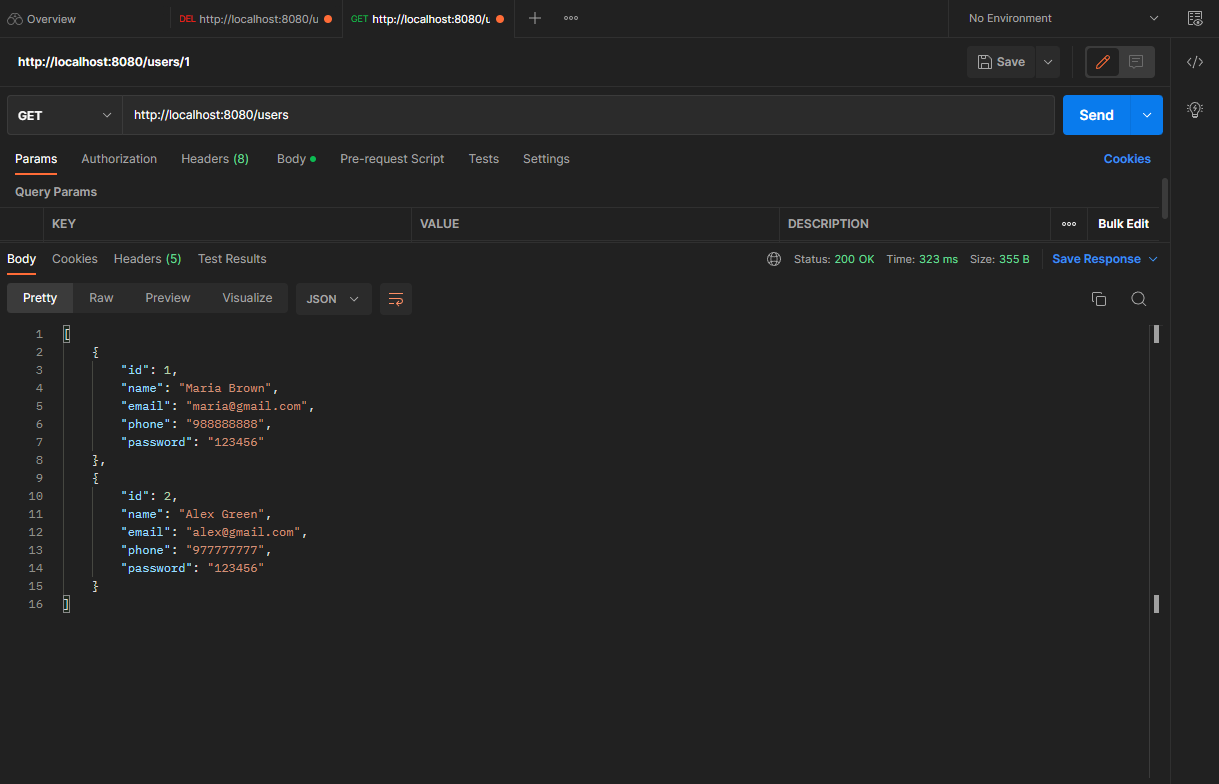 Overview DEL http://localhost:8080/u GET http://localhost:8080/u No Environment
http://localhost:8080/users/1 Save
GET http://localhost:8080/users Send
Params Authorization Headers (8) Body Pre-request Script Tests Settings Cookies
Query Params
KEY VALUE DESCRIPTION Bulk Edit
Body Cookies Headers (5) Test Results Status: 200 OK Time: 323 ms Size: 355 B Save Response
Pretty Raw Preview Visualize JSON
1 [
2 {
3 "id": 1,
4 "name": "Maria Brown",
5 "email": "maria@gmail.com",
6 "phone": "988888888",
7 "password": "123456"
8 },
9 {
10 "id": 2,
11 "name": "Alex Green",
12 "email": "alex@gmail.com",
13 "phone": "977777777",
14 "password": "123456"
15 }
16 ]